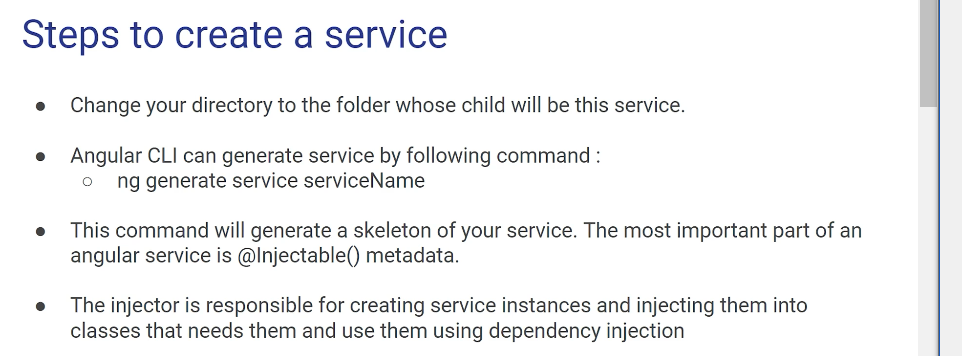 Steps to create a service
● Change your directory to the folder whose child will be this service.
● Angular CLI can generate service by following command :
○ ng generate service serviceName
● This command will generate a skeleton of your service. The most important part of an
angular service is @Injectable() metadata.
● The injector is responsible for creating service instances and injecting them into
classes that needs them and use them using dependency injection